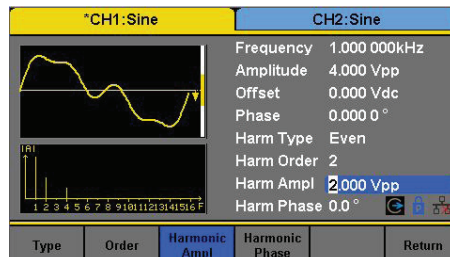 *CH1:Sine CH2:Sine
Frequency 1.000 000kHz
Amplitude 4.000 Vpp
Offset 0.000 Vdc
Phase 0.000 0 °
Harm Type Even
Harm Order 2
Harm Ampl 2.000 Vpp
Harm Phase 0.0 °
|A|
1 2 3 4 5 6 7 8 9 10 11 12 13 14 15 16 F
Type Order Harmonic Ampl Harmonic Phase Return